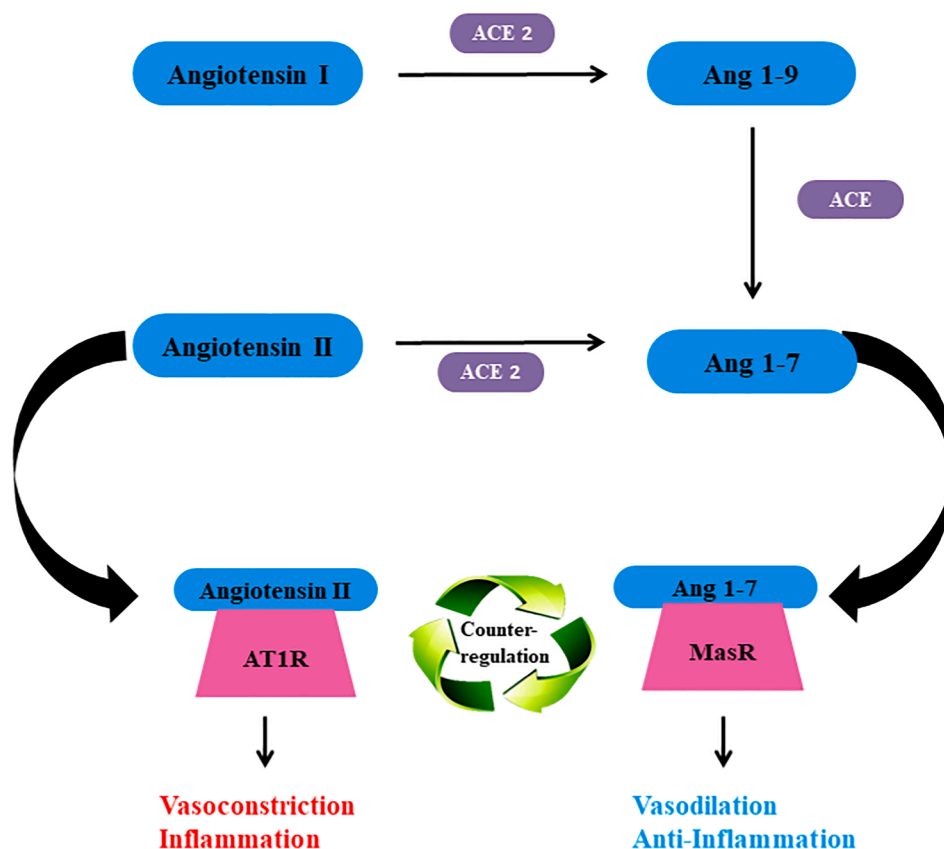 ACE 2
Angiotensin I
Ang 1-9
ACE
Angiotensin II
ACE 2
Ang 1-7
Angiotensin II
AT1R
Counter-
regulation
Ang 1-7
MasR
Vasoconstriction
Inflammation
Vasodilation
Anti-Inflammation